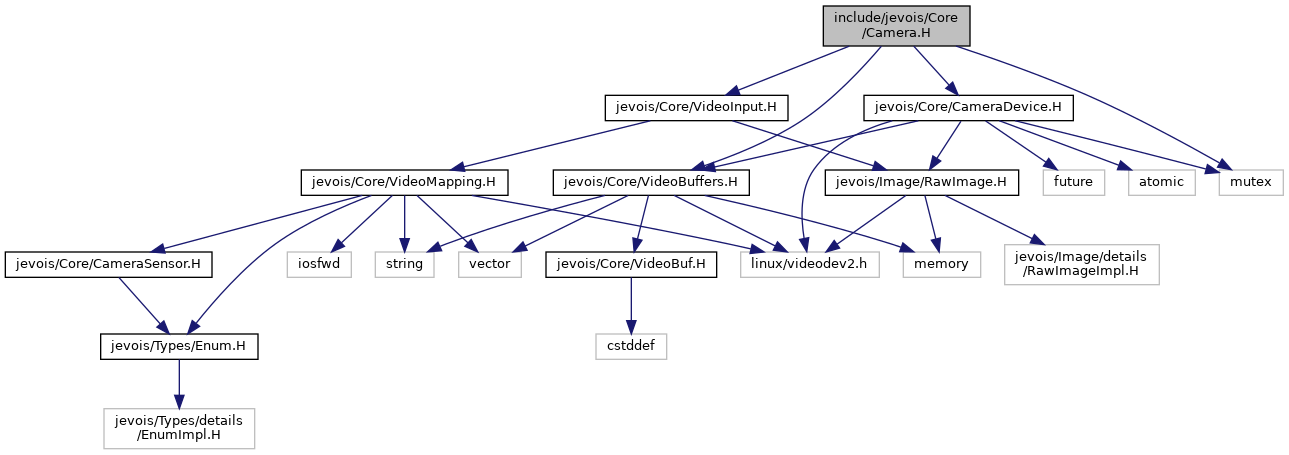 include/jevois/Core
/Camera.H
jevois/Core/VideoInput.H
jevois/Core/CameraDevice.H
jevois/Core/VideoMapping.H
jevois/Core/VideoBuffers.H
jevois/Image/RawImage.H
future
atomic
mutex
jevois/Core/CameraSensor.H
iosfwd
string
vector
jevois/Core/VideoBuf.H
linux/videodev2.h
memory
jevois/Image/details
/RawImageImpl.H
jevois/Types/Enum.H
cstddef
jevois/Types/details
/EnumImpl.H